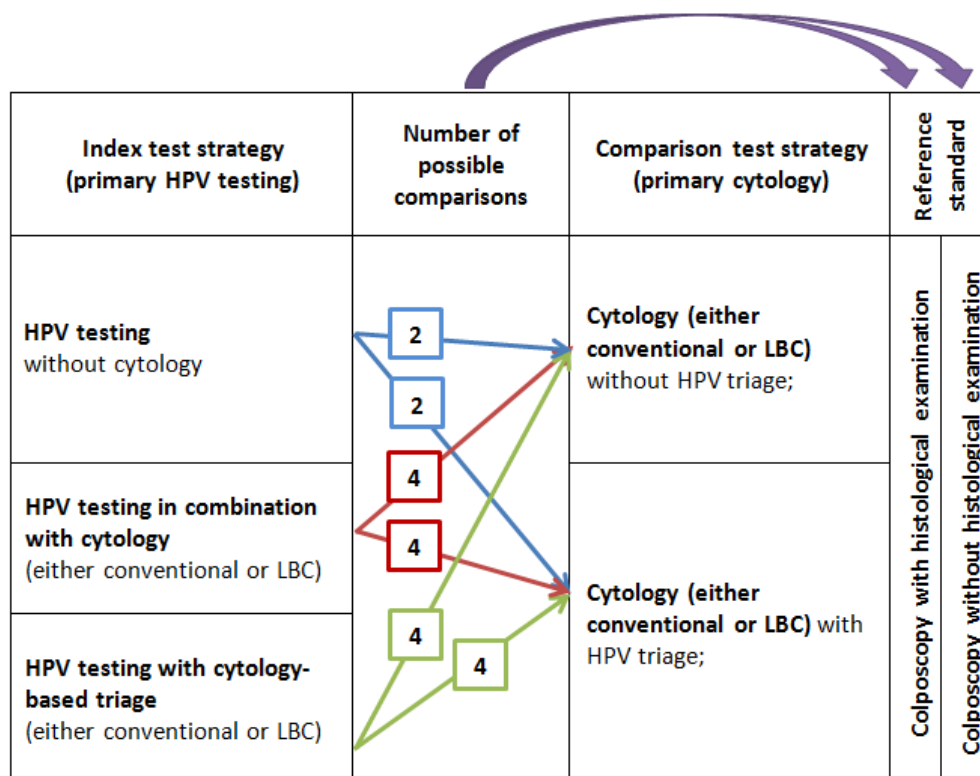 Index test strategy
(primary HPV testing)
Number of
possible
comparisons
Comparison test strategy
(primary cytology)
Reference
standard
HPV testing
without cytology
HPV testing in combination
with cytology
(either conventional or LBC)
HPV testing with cytology-
based triage
(either conventional or LBC)
2
2
4
4
4
4
Cytology (either
conventional or LBC)
without HPV triage;
Cytology (either
conventional or LBC) with
HPV triage;
Colposcopy with histological examination
Colposcopy without histological examination